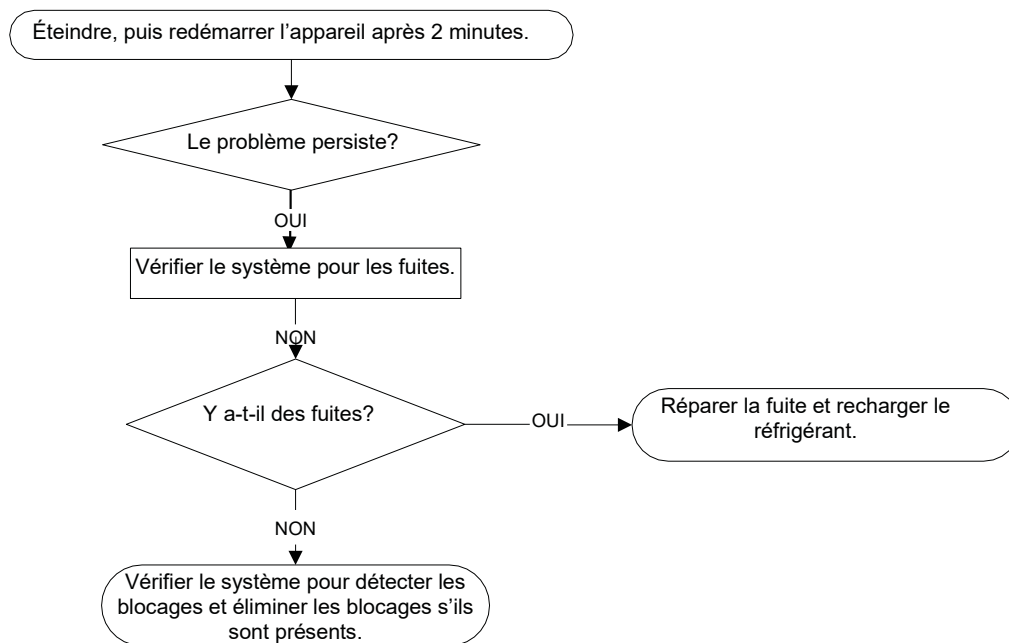 Éteindre, puis redémarrer l’appareil après 2 minutes.
Le problème persiste?
OUI
Vérifier le système pour les fuites.
NON
Y a-t-il des fuites?
OUI
Réparer la fuite et recharger le
réfrigérant.
NON
Vérifier le système pour détecter les
blocages et éliminer les blocages s’ils
sont présents.